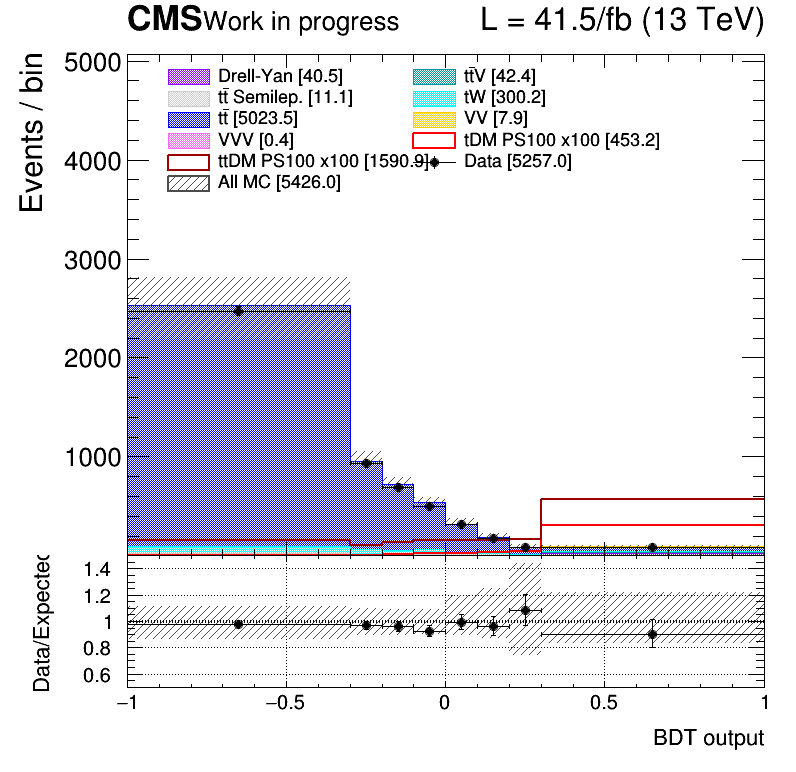 CMS Work in progress L = 41.5/fb (13 TeV)
Events / bin
5000
4000
3000
2000
1000
Drell-Yan [40.5] tt̄V [42.4]
tt̄ Semilep. [11.1] tW [300.2]
tt̄ [5023.5] VV [7.9]
VVV [0.4] tDM PS100 x100 [453.2]
ttDM PS100 x100 [1590.9] Data [5257.0]
All MC [5426.0]
Data/Expected
1.4
1.2
1
0.8
0.6
−1 −0.5 0 0.5 1
BDT output